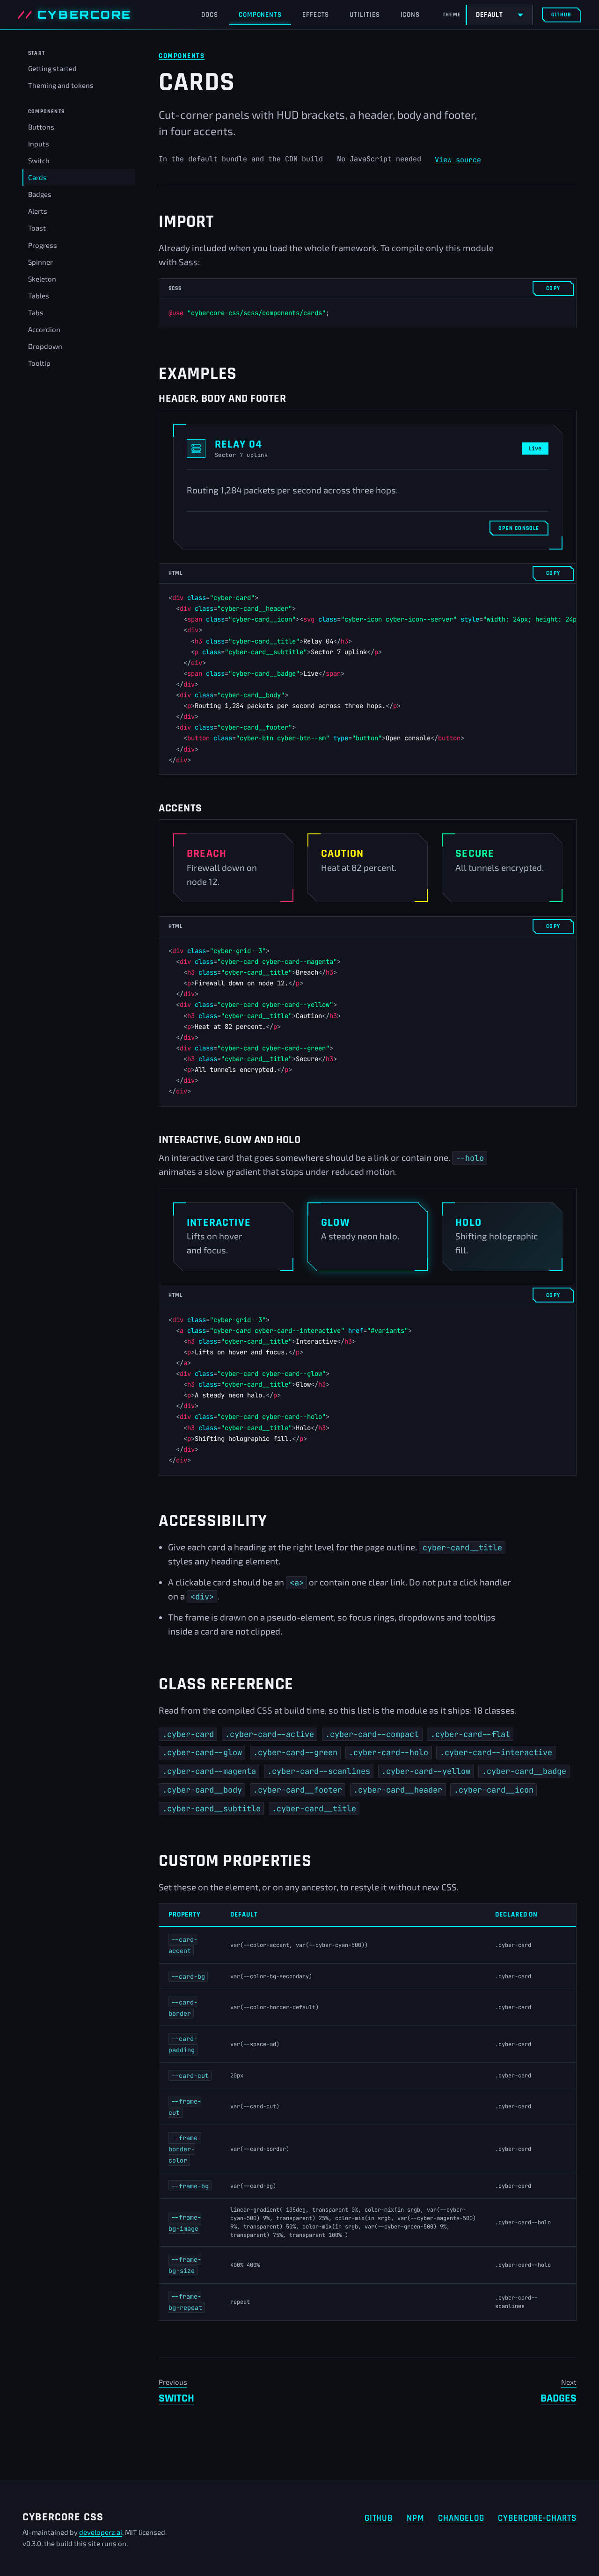 // CYBERCORE
DOCS
COMPONENTS
EFFECTS
UTILITIES
ICONS
THEME
DEFAULT
GITHUB
START
Getting started
Theming and tokens
COMPONENTS
Buttons
Inputs
Switch
Cards
Badges
Alerts
Toast
Progress
Spinner
Skeleton
Tables
Tabs
Accordion
Dropdown
Tooltip
COMPONENTS
CARDS
Cut-corner panels with HUD brackets, a header, body and footer,
in four accents.
In the default bundle and the CDN build No JavaScript needed View source
IMPORT
Already included when you load the whole framework. To compile only this module
with Sass:
SCSS
COPY
@use "cybercore-css/scss/components/cards";
EXAMPLES
HEADER, BODY AND FOOTER
RELAY 04
Sector 7 uplink
Live
Routing 1,284 packets per second across three hops.
OPEN CONSOLE
HTML
COPY
<div class="cyber-card">
<div class="cyber-card__header">
<span class="cyber-card__icon"><svg class="cyber-icon cyber-icon--server" style="width: 24px; height: 24p
<div>
<h3 class="cyber-card__title">Relay 04</h3>
<p class="cyber-card__subtitle">Sector 7 uplink</p>
</div>
<span class="cyber-card__badge">Live</span>
</div>
<div class="cyber-card__body">
<p>Routing 1,284 packets per second across three hops.</p>
</div>
<div class="cyber-card__footer">
<button class="cyber-btn cyber-btn--sm" type="button">Open console</button>
</div>
</div>
ACCENTS
BREACH
Firewall down on
node 12.
CAUTION
Heat at 82 percent.
SECURE
All tunnels encrypted.
HTML
COPY
<div class="cyber-grid--3">
<div class="cyber-card cyber-card--magenta">
<h3 class="cyber-card__title">Breach</h3>
<p>Firewall down on node 12.</p>
</div>
<div class="cyber-card cyber-card--yellow">
<h3 class="cyber-card__title">Caution</h3>
<p>Heat at 82 percent.</p>
</div>
<div class="cyber-card cyber-card--green">
<h3 class="cyber-card__title">Secure</h3>
<p>All tunnels encrypted.</p>
</div>
</div>
INTERACTIVE, GLOW AND HOLO
An interactive card that goes somewhere should be a link or contain one. --holo
animates a slow gradient that stops under reduced motion.
INTERACTIVE
Lifts on hover
and focus.
GLOW
A steady neon halo.
HOLO
Shifting holographic
fill.
HTML
COPY
<div class="cyber-grid--3">
<a class="cyber-card cyber-card--interactive" href="#variants">
<h3 class="cyber-card__title">Interactive</h3>
<p>Lifts on hover and focus.</p>
</a>
<div class="cyber-card cyber-card--glow">
<h3 class="cyber-card__title">Glow</h3>
<p>A steady neon halo.</p>
</div>
<div class="cyber-card cyber-card--holo">
<h3 class="cyber-card__title">Holo</h3>
<p>Shifting holographic fill.</p>
</div>
</div>
ACCESSIBILITY
• Give each card a heading at the right level for the page outline. cyber-card__title
styles any heading element.
• A clickable card should be an <a> or contain one clear link. Do not put a click handler
on a <div>.
• The frame is drawn on a pseudo-element, so focus rings, dropdowns and tooltips
inside a card are not clipped.
CLASS REFERENCE
Read from the compiled CSS at build time, so this list is the module as it ships: 18 classes.
.cyber-card .cyber-card--active .cyber-card--compact .cyber-card--flat
.cyber-card--glow .cyber-card--green .cyber-card--holo .cyber-card--interactive
.cyber-card--magenta .cyber-card--scanlines .cyber-card--yellow .cyber-card__badge
.cyber-card__body .cyber-card__footer .cyber-card__header .cyber-card__icon
.cyber-card__subtitle .cyber-card__title
CUSTOM PROPERTIES
Set these on the element, or on any ancestor, to restyle it without new CSS.
PROPERTY DEFAULT DECLARED ON
--card-
accent
var(--color-accent, var(--cyber-cyan-500))
.cyber-card
--card-bg var(--color-bg-secondary) .cyber-card
--card-
border
var(--color-border-default)
.cyber-card
--card-
padding
var(--space-md)
.cyber-card
--card-cut 20px .cyber-card
--frame-
cut
var(--card-cut)
.cyber-card
--frame-
border-
color
var(--card-border)
.cyber-card
--frame-bg var(--card-bg) .cyber-card
--frame-
bg-image
linear-gradient( 135deg, transparent 0%, color-mix(in srgb, var(--cyber-
cyan-500) 9%, transparent) 25%, color-mix(in srgb, var(--cyber-magenta-500)
9%, transparent) 50%, color-mix(in srgb, var(--cyber-green-500) 9%,
transparent) 75%, transparent 100% )
.cyber-card--holo
--frame-
bg-size
400% 400%
.cyber-card--holo
--frame-
bg-repeat
repeat
.cyber-card--
scanlines
Previous
SWITCH
Next
BADGES
CYBERCORE CSS
AI-maintained by developerz.ai. MIT licensed.
v0.3.0, the build this site runs on.
GITHUB
NPM
CHANGELOG
CYBERCORE-CHARTS